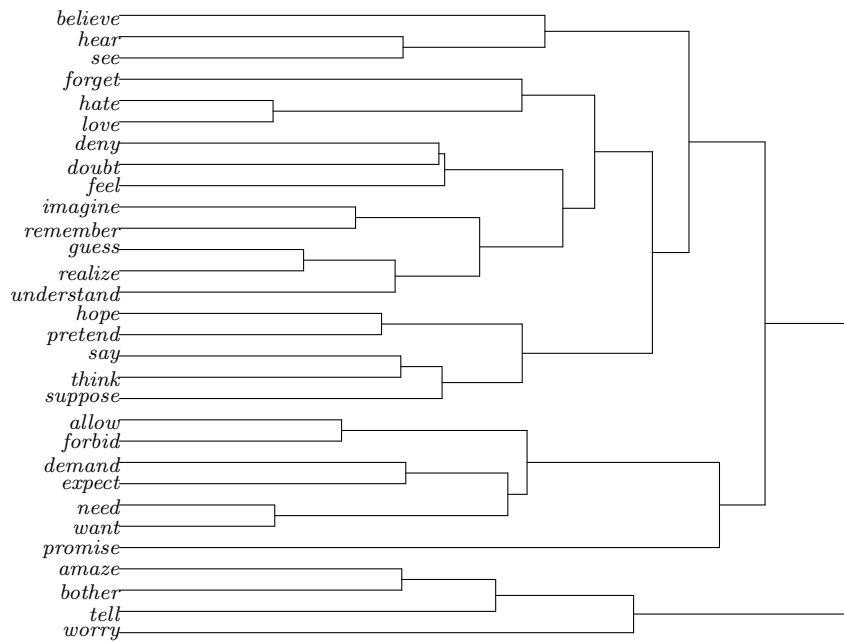 believe
hear
see
forget
hate
love
deny
doubt
feel
imagine
remember
guess
realize
understand
hope
pretend
say
think
suppose
allow
forbid
demand
expect
need
want
promise
amaze
bother
tell
worry